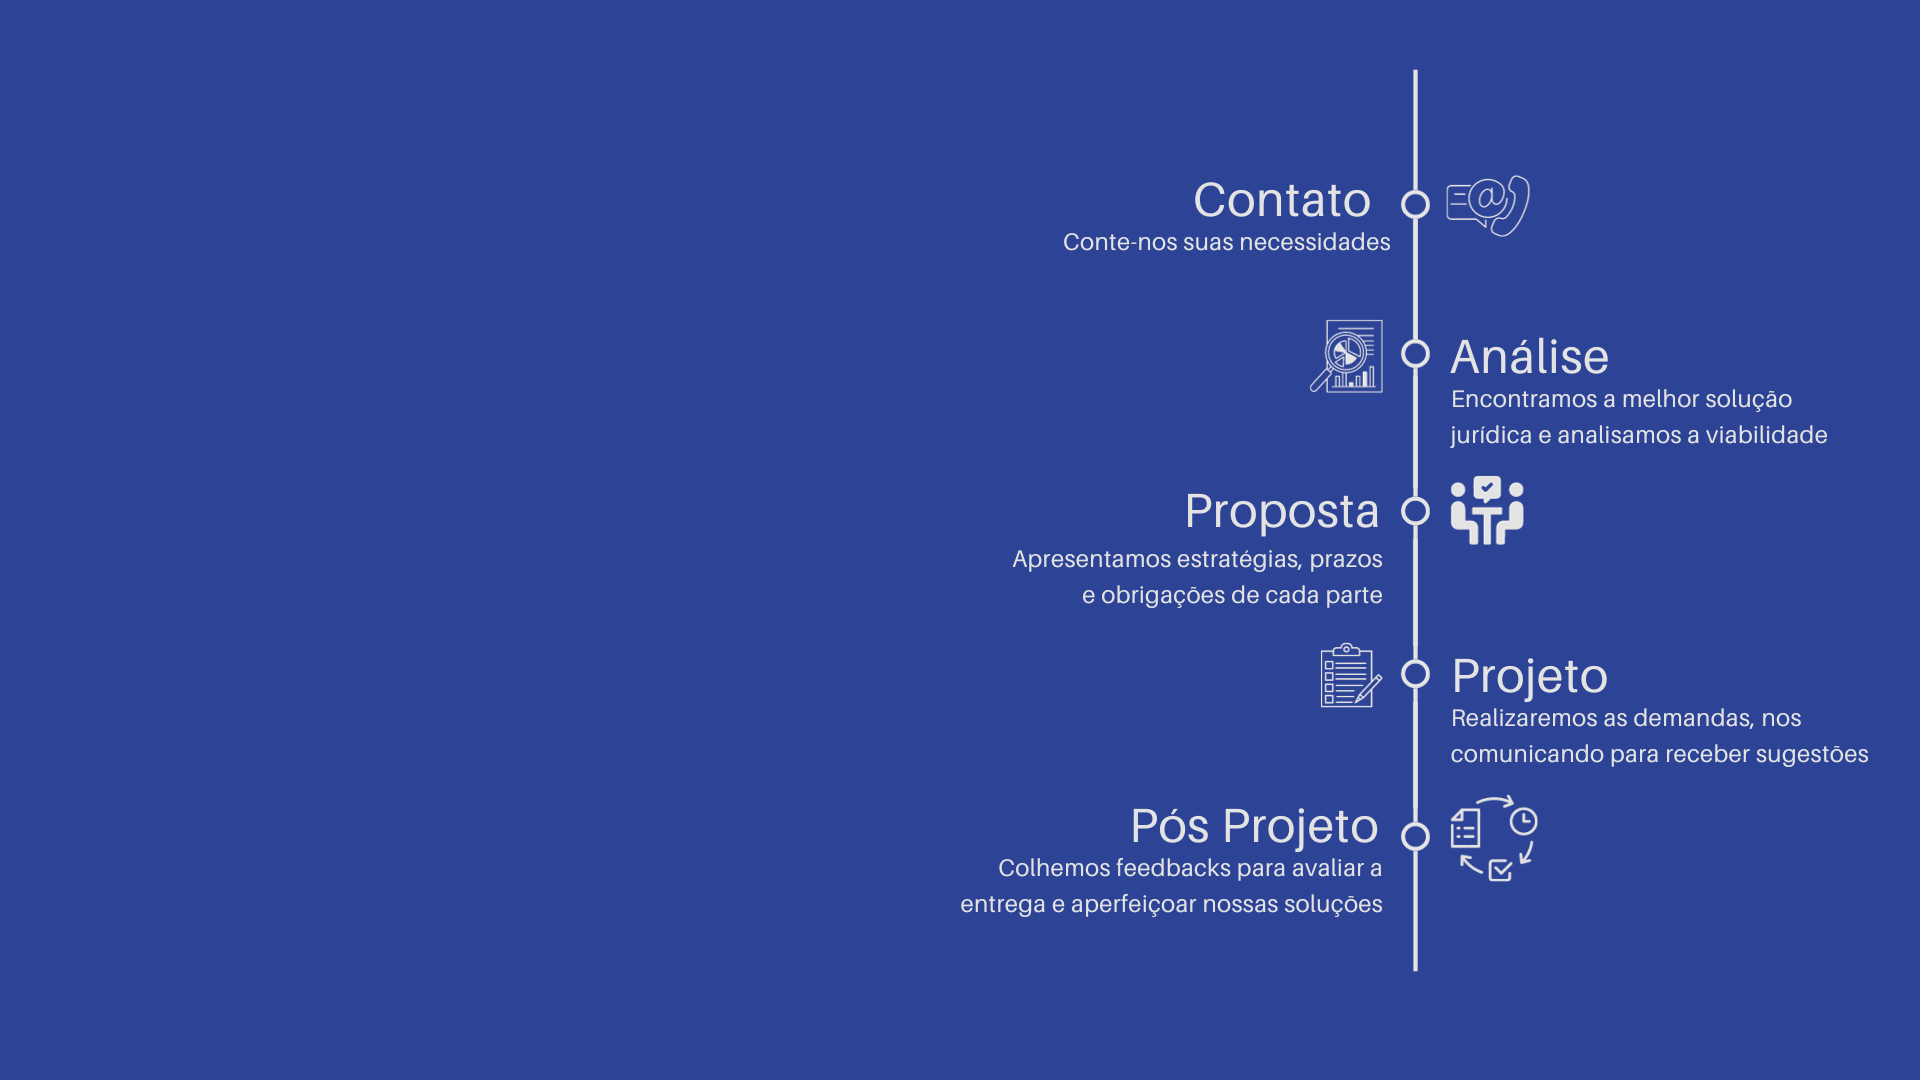 Contato
Conte-nos suas necessidades
Análise
Encontramos a melhor solução
jurídica e analisamos a viabilidade
Proposta
Apresentamos estratégias, prazos
e obrigações de cada parte
Projeto
Realizaremos as demandas, nos
comunicando para receber sugestões
Pós Projeto
Colhemos feedbacks para avaliar a
entrega e aperfeiçoar nossas soluções